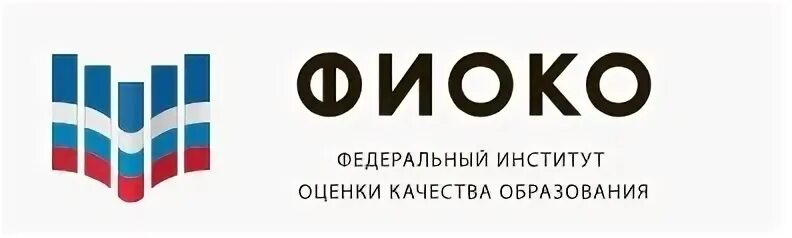 ФИОКО
ФЕДЕРАЛЬНЫЙ ИНСТИТУТ
ОЦЕНКИ КАЧЕСТВА ОБРАЗОВАНИЯ